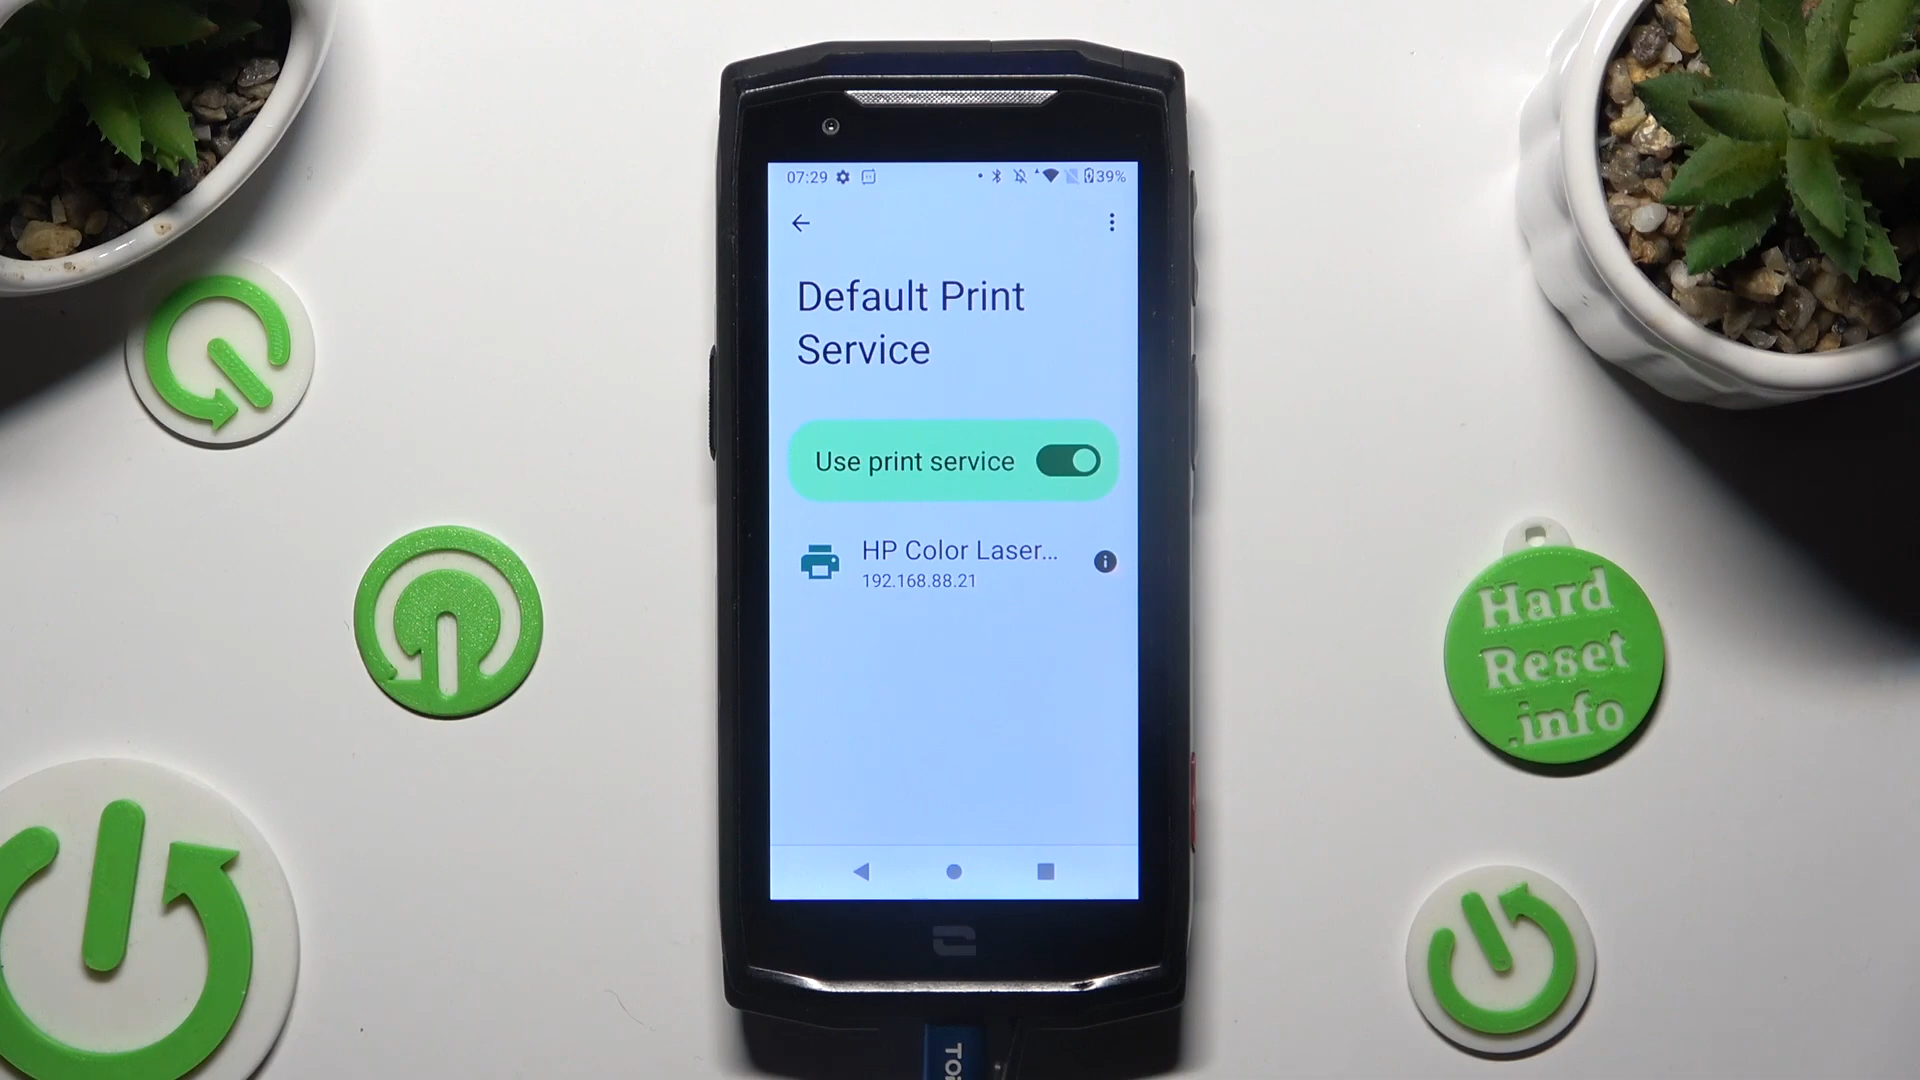 07:29
39%
Default Print
Service
Use print service
HP Color Laser...
192.168.88.21
Hard
Reset
.info